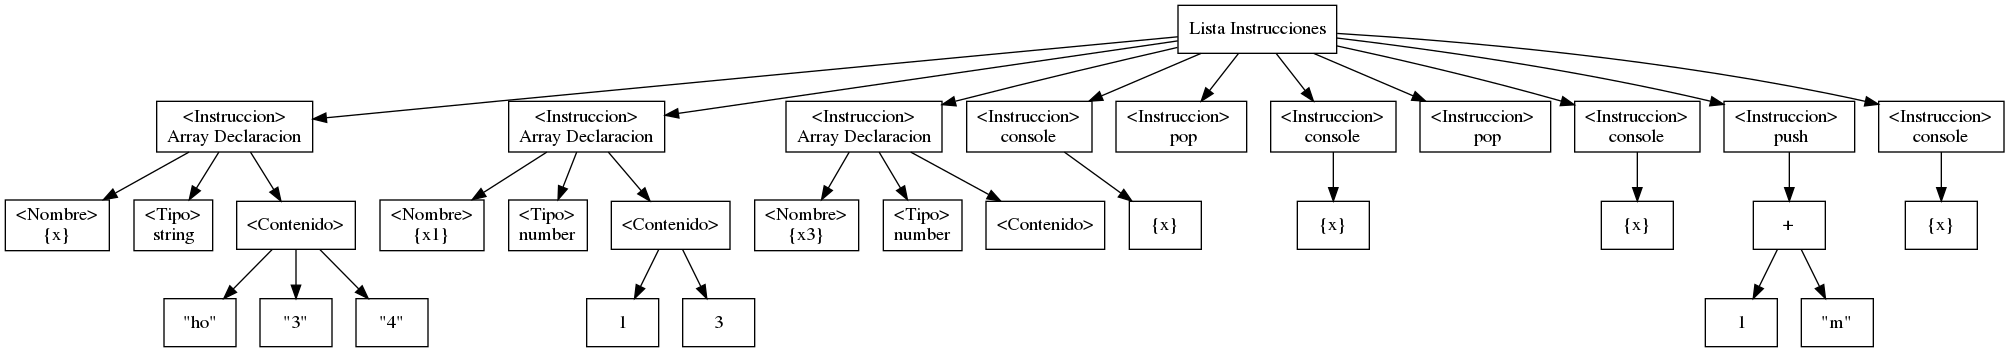 Lista Instrucciones
<Instruccion>
Array Declaracion
<Instruccion>
Array Declaracion
<Instruccion>
Array Declaracion
<Instruccion>
console
<Instruccion>
pop
<Instruccion>
console
<Instruccion>
pop
<Instruccion>
console
<Instruccion>
push
<Instruccion>
console
<Nombre>
{x}
<Tipo>
string
<Contenido>
<Nombre>
{x1}
<Tipo>
number
<Contenido>
<Nombre>
{x3}
<Tipo>
number
<Contenido>
{x}
{x}
{x}
+
{x}
"ho"
"3"
"4"
1
3
1
"m"